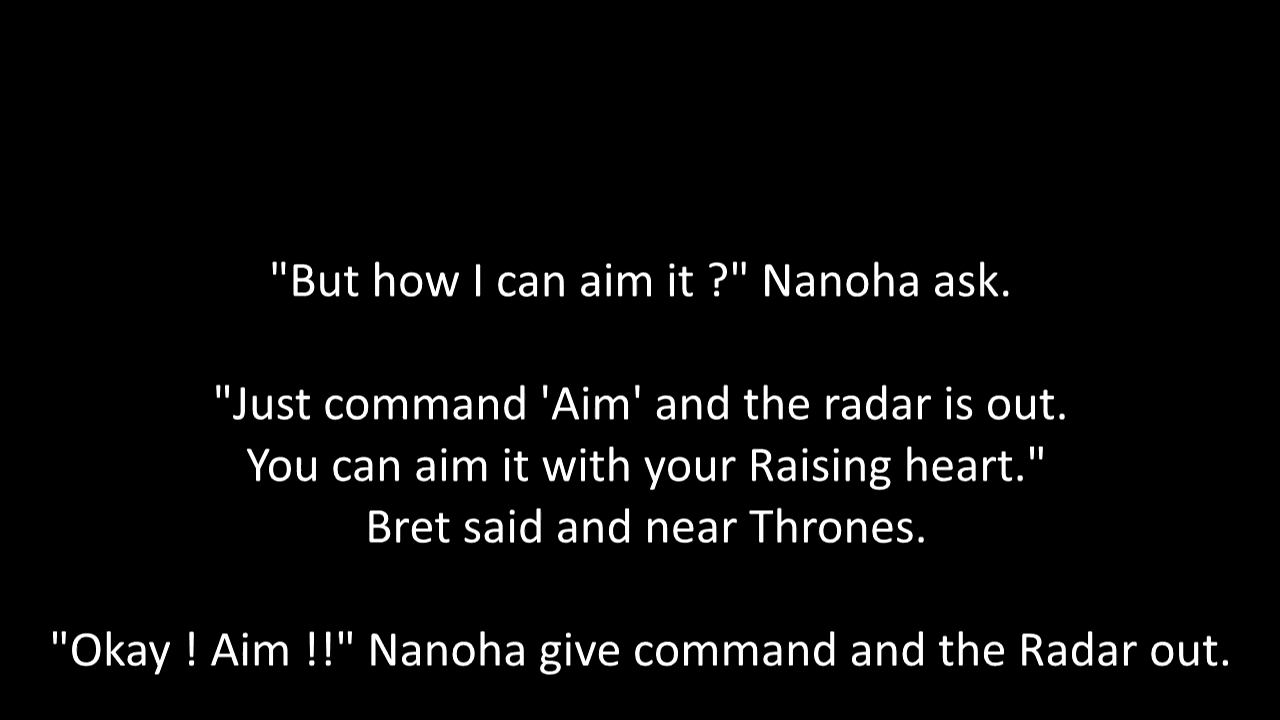 "But how I can aim it ?" Nanoha ask.
"Just command 'Aim' and the radar is out.
You can aim it with your Raising heart."
Bret said and near Thrones.
"Okay ! Aim !!" Nanoha give command and the Radar out.